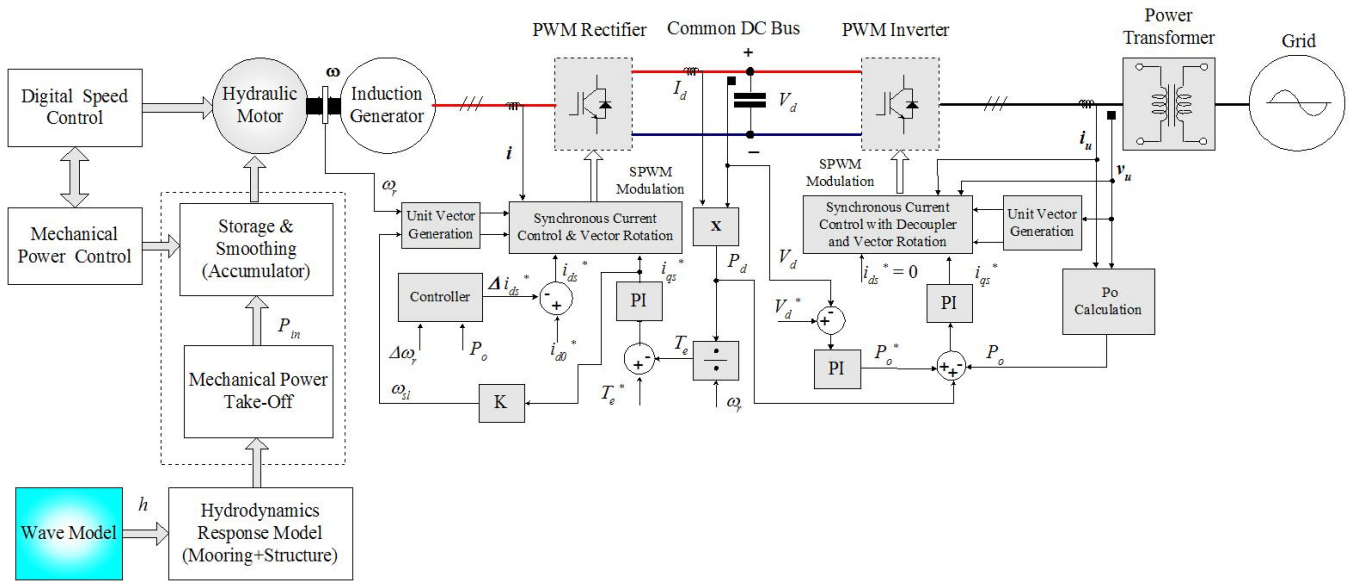 PWM Rectifier
Common DC Bus
PWM Inverter
Power
Transformer
Grid
Digital Speed
Control
Hydraulic
Motor
ω
Induction
Generator
I_d
+
V_d
−
i
i_u
v_u
Mechanical
Power Control
Storage &
Smoothing
(Accumulator)
P_in
Mechanical Power
Take-Off
Wave Model
h
Hydrodynamics
Response Model
(Mooring+Structure)
ω_r
Unit Vector
Generation
SPWM
Modulation
Synchronous Current
Control & Vector Rotation
Controller
Δi_ds*
Δω_r
P_o
i_ds*
-
+
i_d0*
i_qs*
PI
+
-
T_e*
T_e
ω_sl
K
X
P_d
÷
ω_r
V_d
V_d*
+
-
PI
P_o*
SPWM
Modulation
Synchronous Current
Control with Decoupler
and Vector Rotation
Unit Vector
Generation
i_ds* = 0
i_qs*
PI
+
+
-
P_o
Po
Calculation